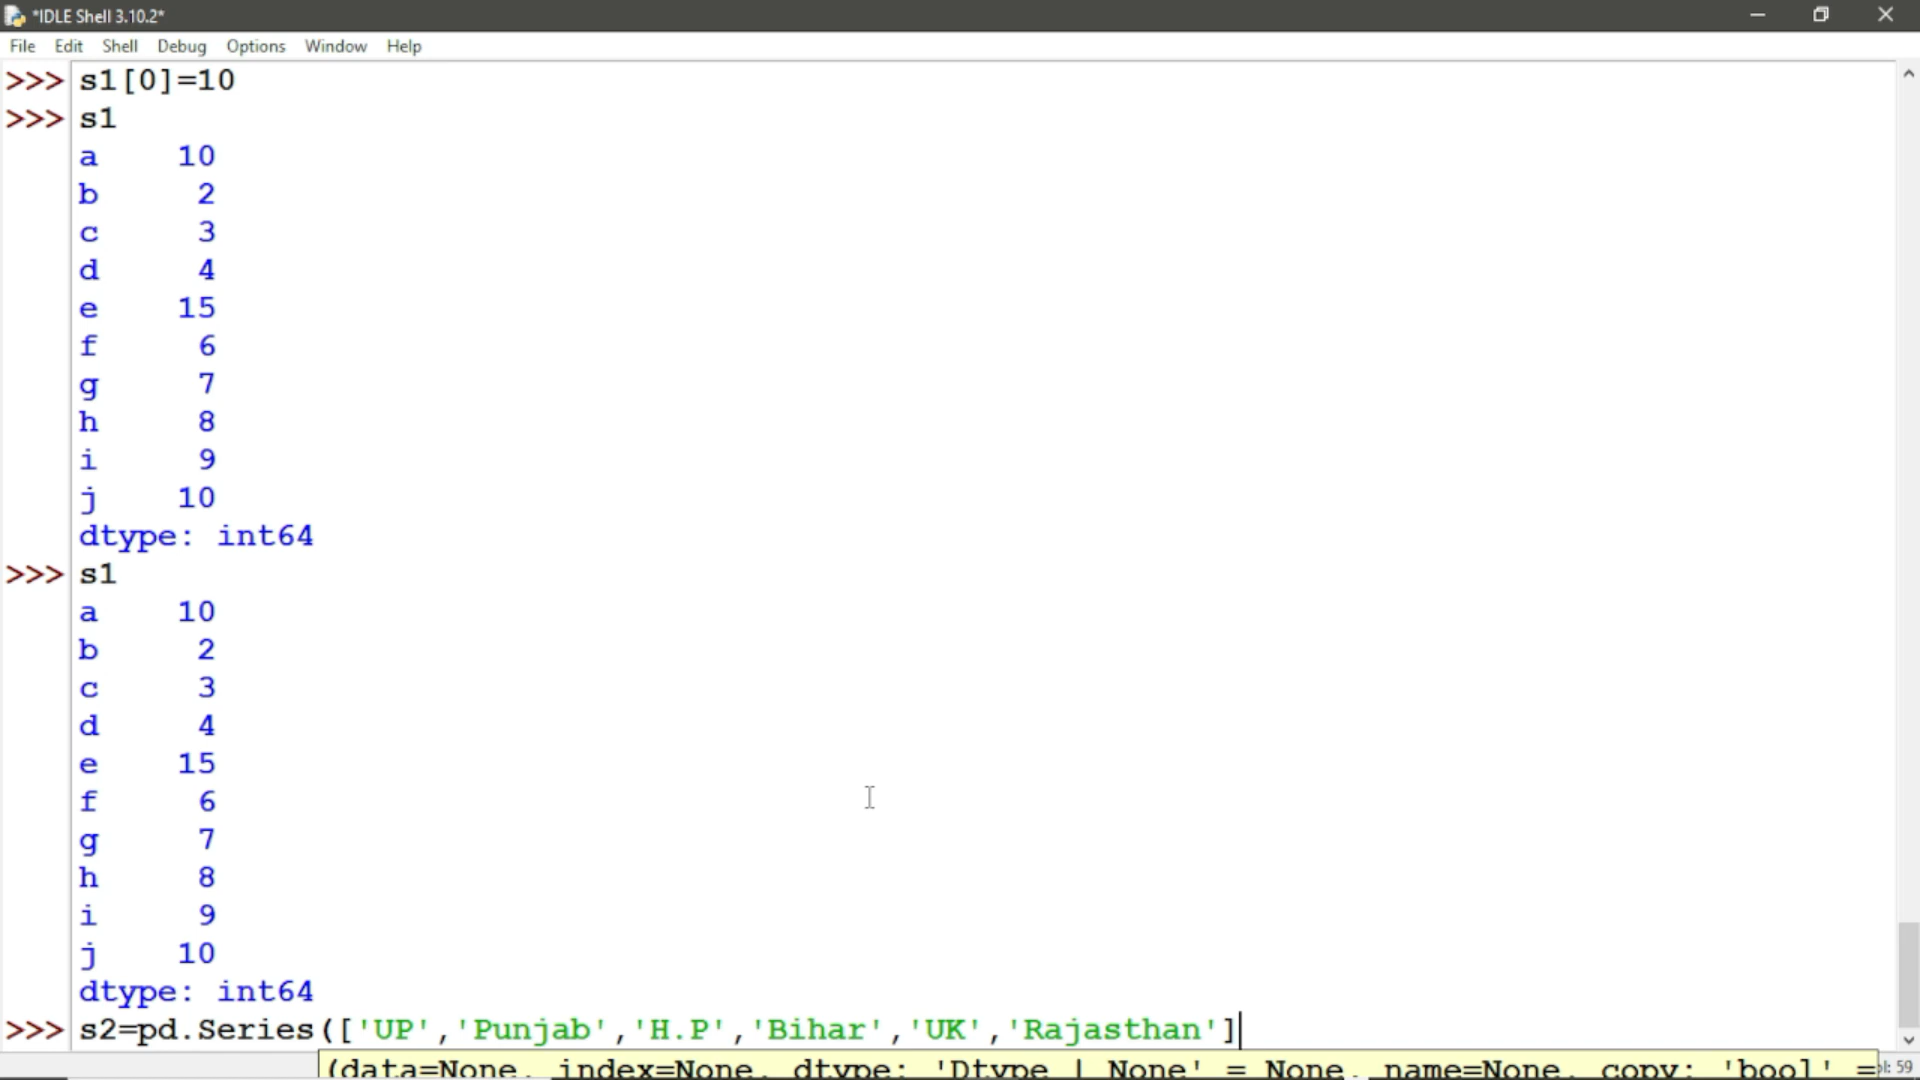 *IDLE Shell 3.10.2*
File Edit Shell Debug Options Window Help
>>> s1[0]=10
>>> s1
a 10
b 2
c 3
d 4
e 15
f 6
g 7
h 8
i 9
j 10
dtype: int64
>>> s1
a 10
b 2
c 3
d 4
e 15
f 6
g 7
h 8
i 9
j 10
dtype: int64
>>> s2=pd.Series(['UP','Punjab','H.P','Bihar','UK','Rajasthan']
(data=None, index=None, dtype: 'Dtype | None' = None, name=None, copy: 'bool' =
59